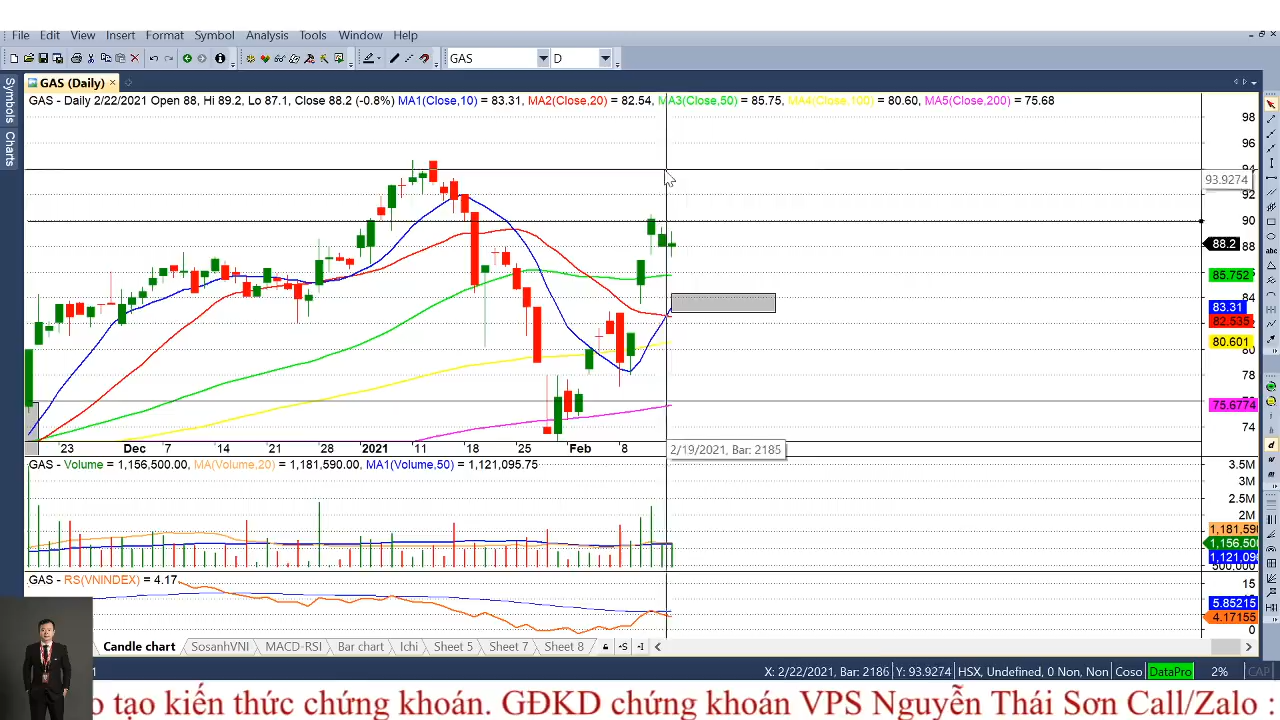 File Edit View Insert Format Symbol Analysis Tools Window Help
GAS D
GAS (Daily)
Symbols
Charts
GAS - Daily 2/22/2021 Open 88, Hi 89.2, Lo 87.1, Close 88.2 (-0.8%) MA1(Close,10) = 83.31, MA2(Close,20) = 82.54, MA3(Close,50) = 85.75, MA4(Close,100) = 80.60, MA5(Close,200) = 75.68
98
96
94
93.9274
92
90
88.2 88
85.752
84
83.31
82.535
80.601
80
78
75.6774
74
23 Dec 7 14 21 28 2021 11 18 25 Feb 8
2/19/2021, Bar: 2185
GAS - Volume = 1,156,500.00, MA(Volume,20) = 1,181,590.00, MA1(Volume,50) = 1,121,095.75
3.5M
3M
2.5M
2M
1,181,590
1,156,500
1,121,096
500,000
GAS - RS(VNINDEX) = 4.17
15
5.85215
4.17155
0
Candle chart SosanhVNI MACD-RSI Bar chart Ichi Sheet 5 Sheet 7 Sheet 8
X: 2/22/2021, Bar: 2186 Y: 93.9274 HSX, Undefined, 0 Non, Non Coso DataPro 2% CAP
o tạo kiến thức chứng khoán. GĐKD chứng khoán VPS Nguyễn Thái Sơn Call/Zalo :